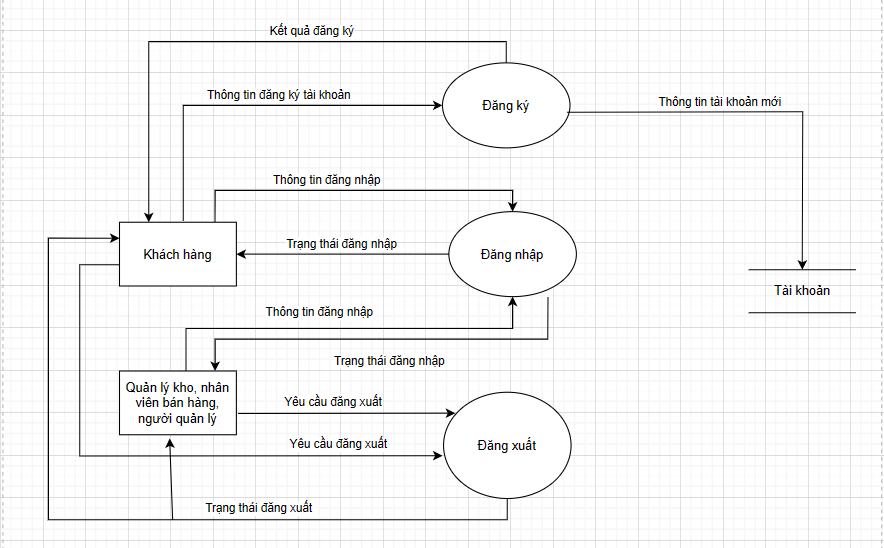 Kết quả đăng ký
Thông tin đăng ký tài khoản
Đăng ký
Thông tin tài khoản mới
Thông tin đăng nhập
Khách hàng
Trạng thái đăng nhập
Đăng nhập
Tài khoản
Thông tin đăng nhập
Trạng thái đăng nhập
Quản lý kho, nhân
viên bán hàng,
người quản lý
Yêu cầu đăng xuất
Yêu cầu đăng xuất
Đăng xuất
Trạng thái đăng xuất